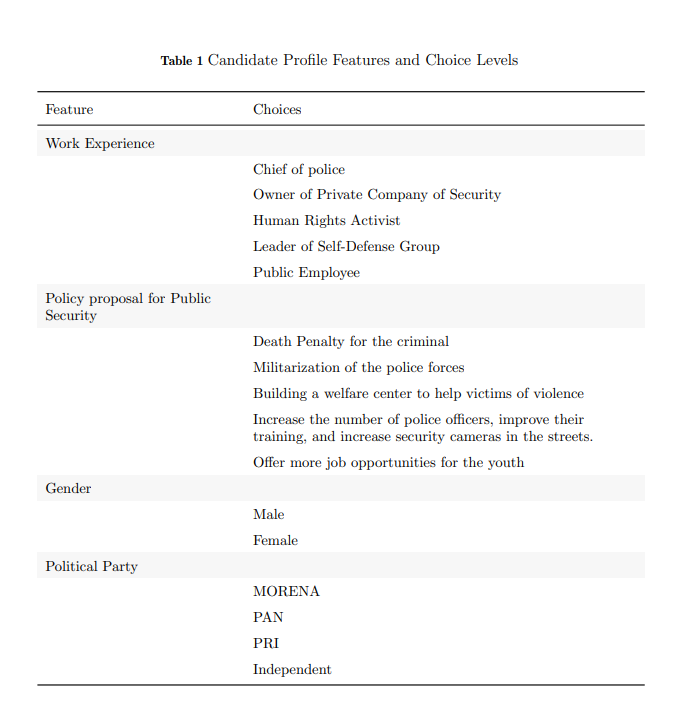 Table 1 Candidate Profile Features and Choice Levels
Feature Choices
Work Experience
Chief of police
Owner of Private Company of Security
Human Rights Activist
Leader of Self-Defense Group
Public Employee
Policy proposal for Public
Security
Death Penalty for the criminal
Militarization of the police forces
Building a welfare center to help victims of violence
Increase the number of police officers, improve their
training, and increase security cameras in the streets.
Offer more job opportunities for the youth
Gender
Male
Female
Political Party
MORENA
PAN
PRI
Independent